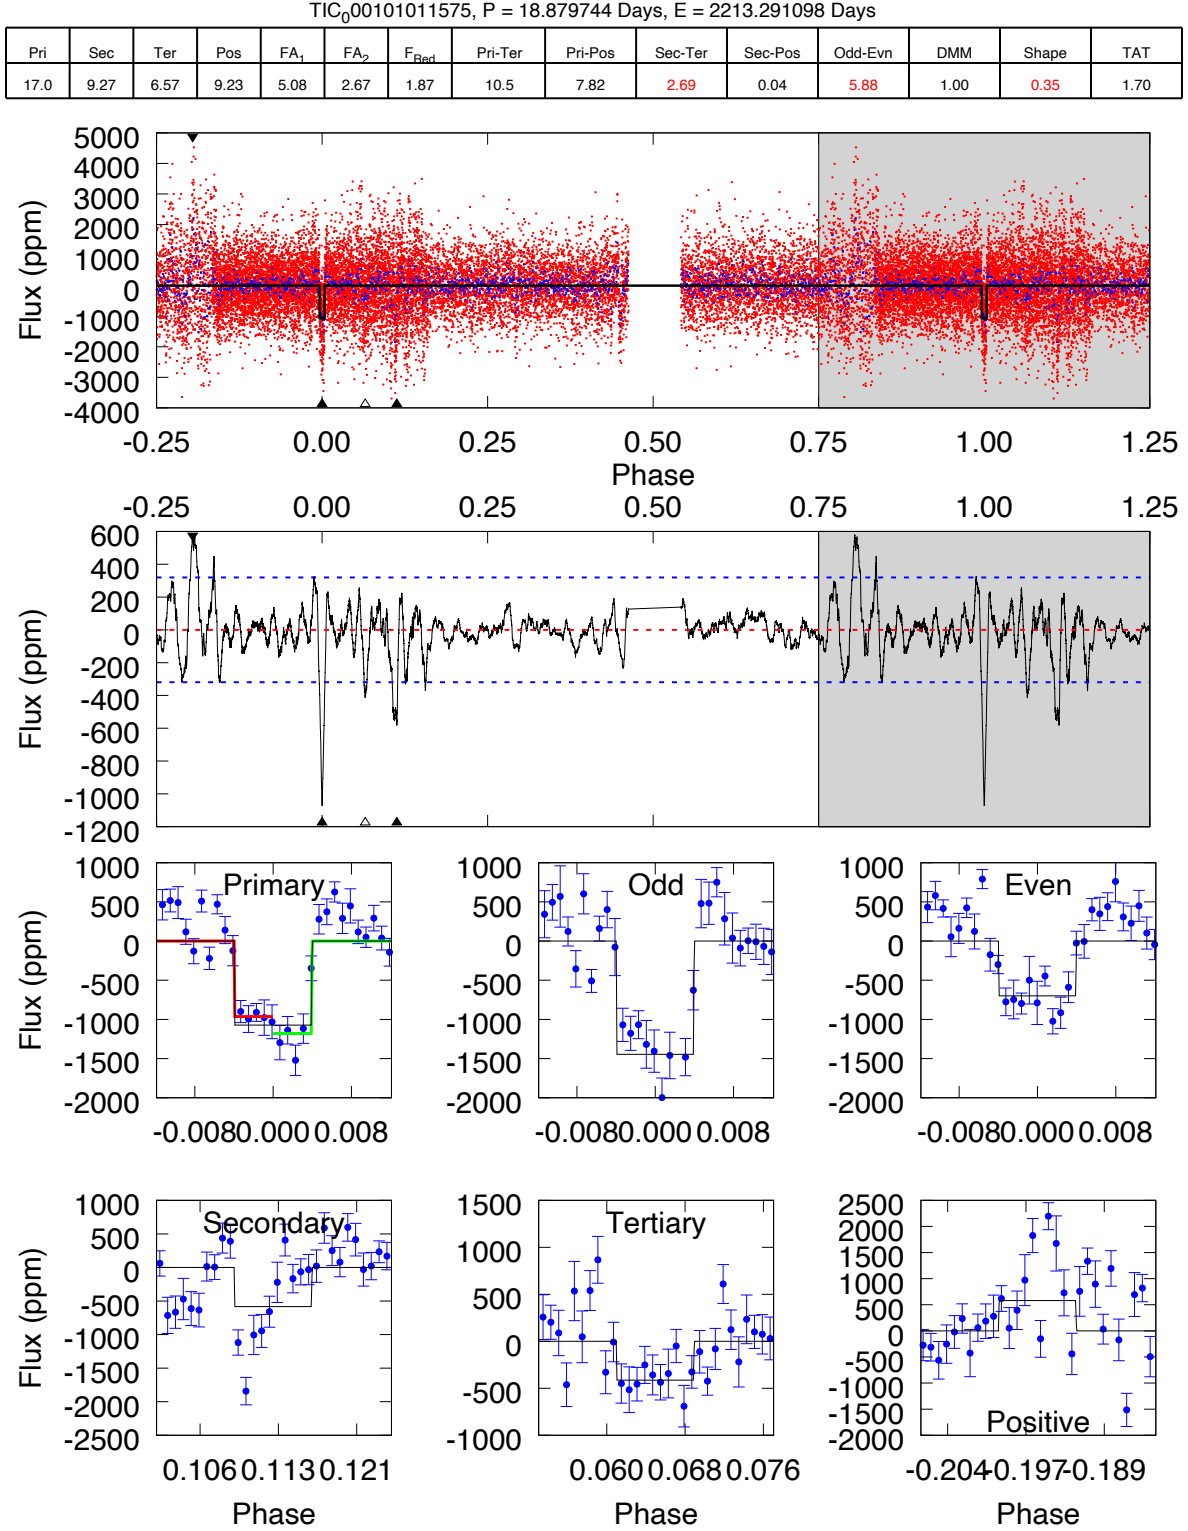 TIC000101011575, P = 18.879744 Days, E = 2213.291098 Days
Pri Sec Ter Pos FA1 FA2 FRed Pri-Ter Pri-Pos Sec-Ter Sec-Pos Odd-Evn DMM Shape TAT
17.0 9.27 6.57 9.23 5.08 2.67 1.87 10.5 7.82 2.69 0.04 5.88 1.00 0.35 1.70
5000
4000
3000
2000
1000
0
-1000
-2000
-3000
-4000
Flux (ppm)
-0.25 0.00 0.25 0.50 0.75 1.00 1.25
Phase
-0.25 0.00 0.25 0.50 0.75 1.00 1.25
600
400
200
0
-200
-400
-600
-800
-1000
-1200
Flux (ppm)
Primary
1000
500
0
-500
-1000
-1500
-2000
Flux (ppm)
-0.008 0.000 0.008
Odd
1000
500
0
-500
-1000
-1500
-2000
-0.008 0.000 0.008
Even
1000
500
0
-500
-1000
-1500
-2000
-0.008 0.000 0.008
Secondary
1000
500
0
-500
-1000
-1500
-2000
-2500
Flux (ppm)
0.106 0.113 0.121
Phase
Tertiary
1500
1000
500
0
-500
-1000
0.060 0.068 0.076
Phase
2500
2000
1500
1000
500
0
-500
-1000
-1500
-2000
Positive
-0.204 -0.197 -0.189
Phase